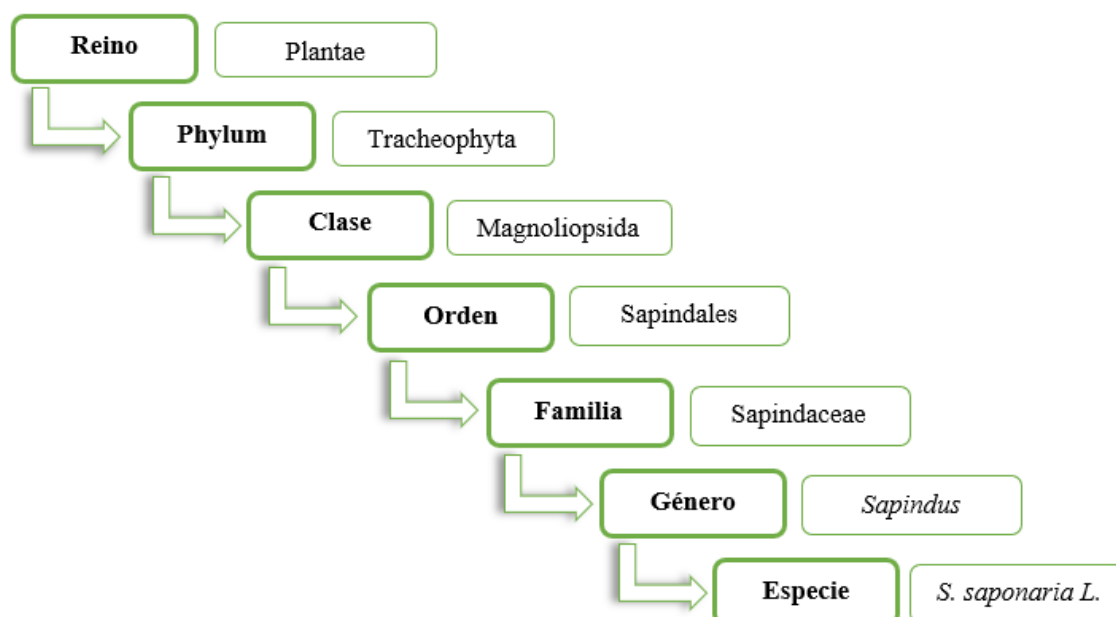 Reino
Plantae
Phylum
Tracheophyta
Clase
Magnoliopsida
Orden
Sapindales
Familia
Sapindaceae
Género
Sapindus
Especie
S. saponaria L.